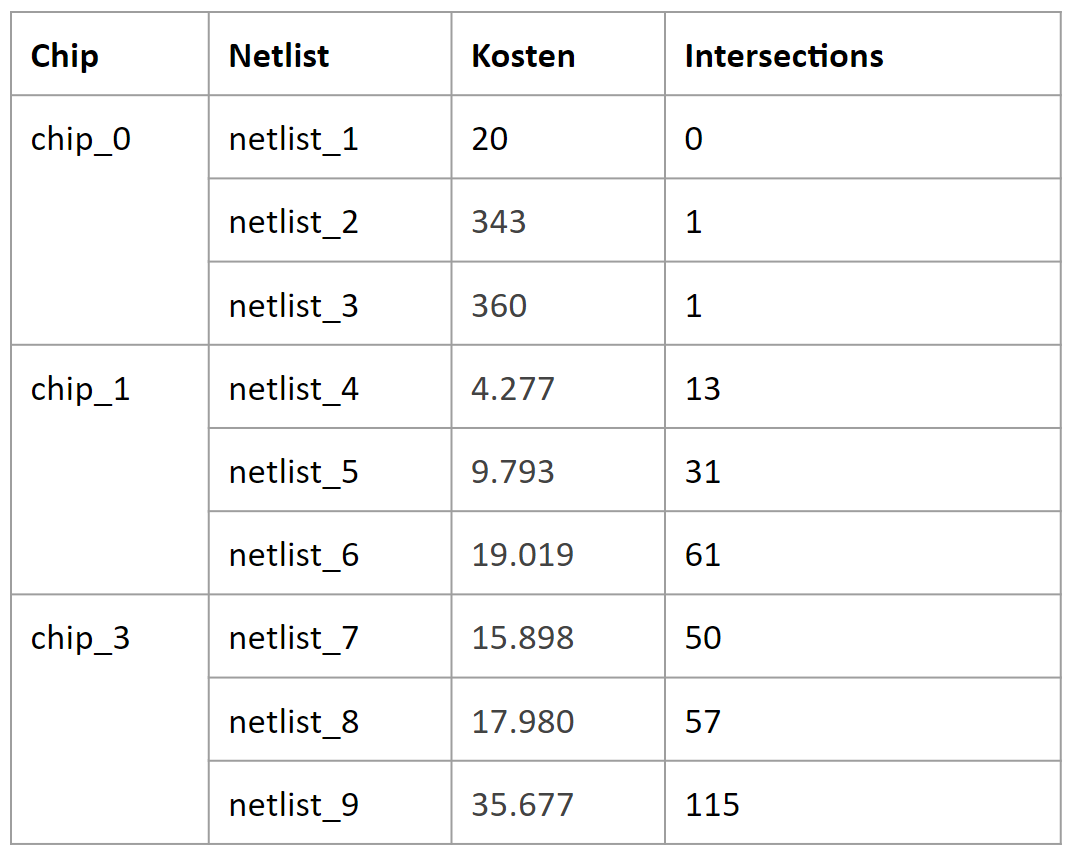 Chip Netlist Kosten Intersections
chip_0 netlist_1 20 0
netlist_2 343 1
netlist_3 360 1
chip_1 netlist_4 4.277 13
netlist_5 9.793 31
netlist_6 19.019 61
chip_3 netlist_7 15.898 50
netlist_8 17.980 57
netlist_9 35.677 115